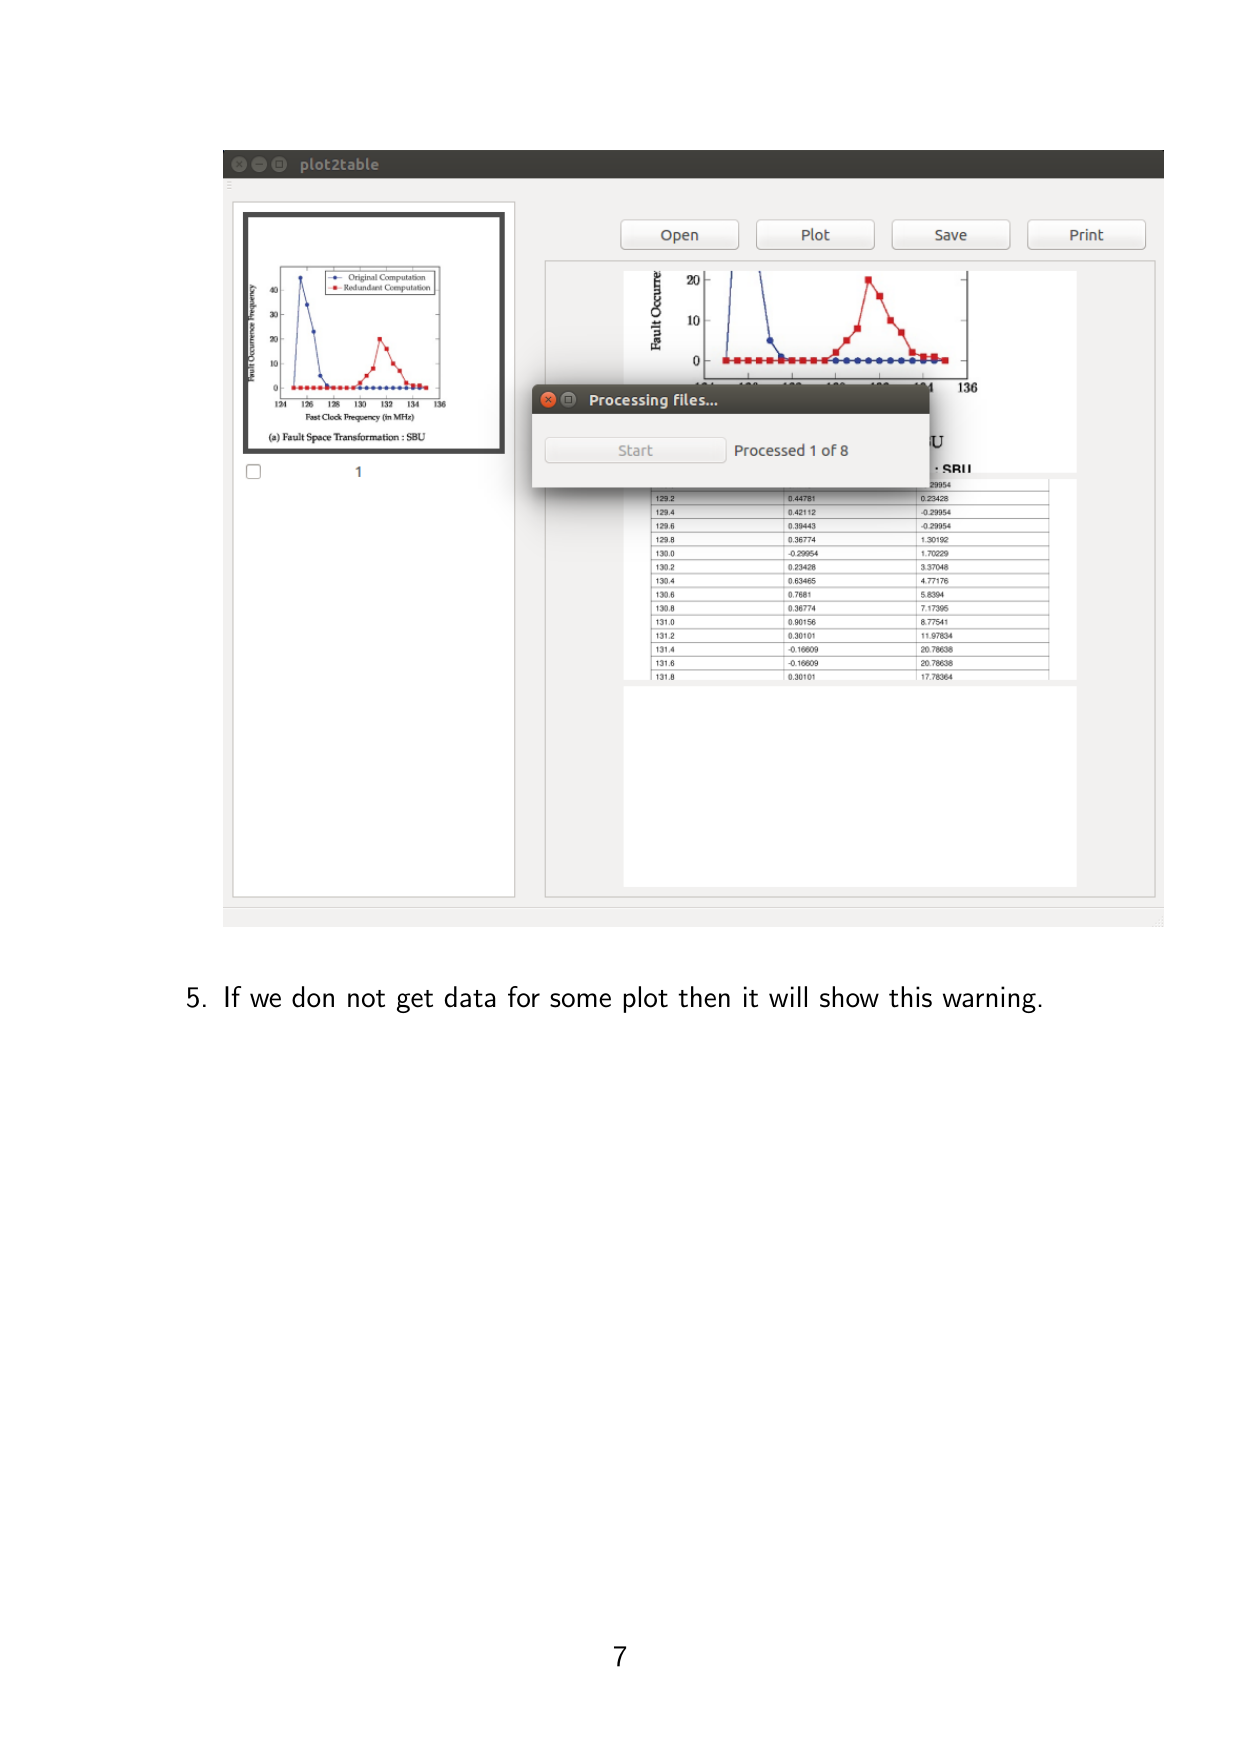 plot2table
Open Plot Save Print
Original Computation
Redundant Computation
Fault Occurrence Frequency
40
30
20
10
0
124 126 128 130 132 134 136
Fast Clock Frequency (in MHz)
(a) Fault Space Transformation : SBU
1
Fault Occurre
20
10
0
136
Processing files...
Start Processed 1 of 8
: SBU
29954
129.2 0.44781 0.23428
129.4 0.42112 -0.29954
129.6 0.39443 -0.29954
129.8 0.36774 1.30192
130.0 -0.29954 1.70229
130.2 0.23428 3.37048
130.4 0.63465 4.77176
130.6 0.7681 5.8394
130.8 0.36774 7.17395
131.0 0.90156 8.77541
131.2 0.30101 11.97834
131.4 -0.16609 20.78638
131.6 -0.16609 20.78638
131.8 0.30101 17.78364
5. If we don not get data for some plot then it will show this warning.
7